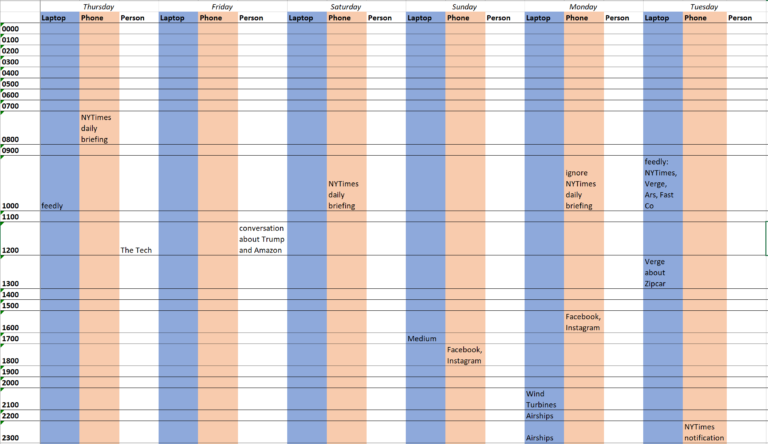 Thursday Friday Saturday Sunday Monday Tuesday
Laptop Phone Person Laptop Phone Person Laptop Phone Person Laptop Phone Person Laptop Phone Person Laptop Phone Person
0000
0100
0200
0300
0400
0500
0600
0700
NYTimes
daily
briefing
0800
0900
NYTimes
daily
briefing
ignore
NYTimes
daily
briefing
feedly:
NYTimes,
Verge,
Ars, Fast
Co
1000 feedly
1100
conversation
about Trump
and Amazon
1200 The Tech
Verge
about
Zipcar
1300
1400
1500
Facebook,
Instagram
1600
1700 Medium
Facebook,
Instagram
1800
1900
2000
Wind
Turbines
2100
2200 Airships
NYTimes
notification
2300 Airships